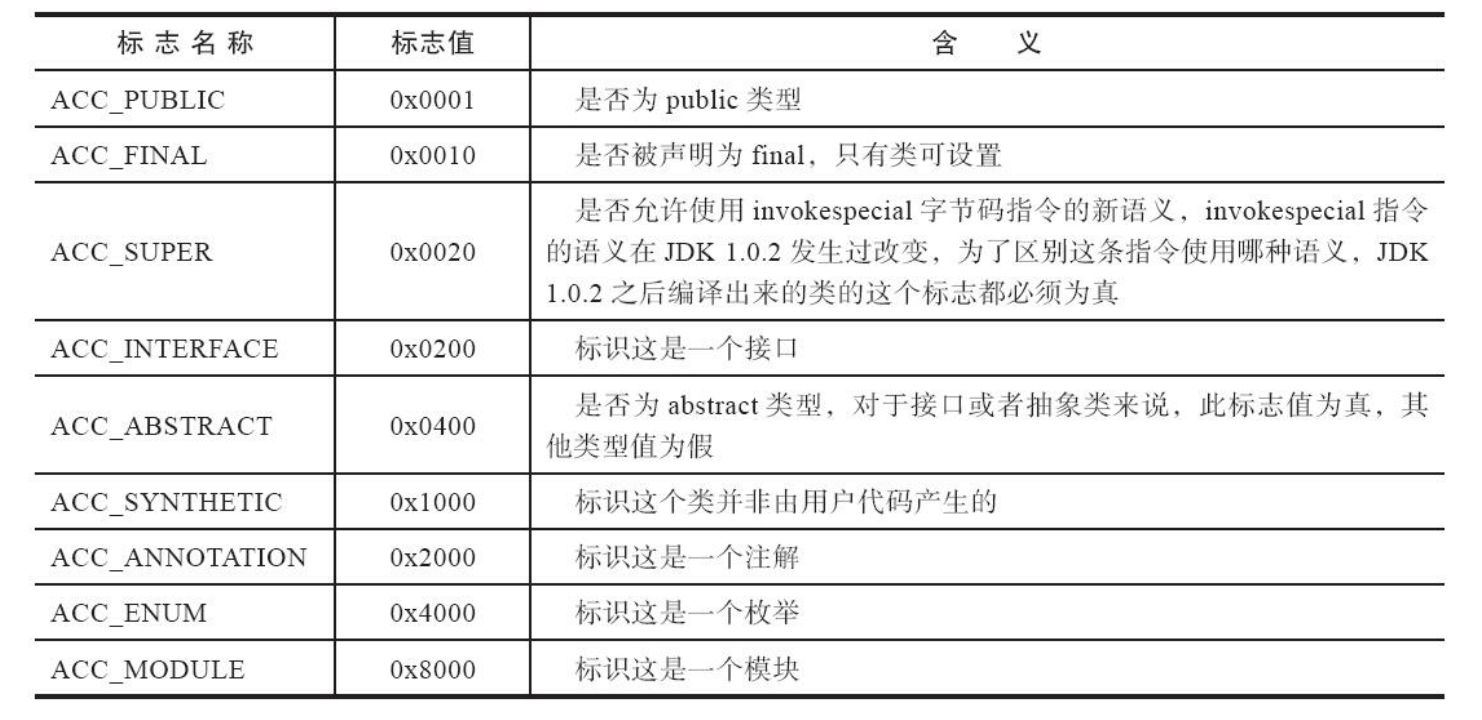 标志名称 标志值 含义
ACC_PUBLIC 0x0001 是否为 public 类型
ACC_FINAL 0x0010 是否被声明为 final，只有类可设置
是否允许使用 invokespecial 字节码指令的新语义，invokespecial 指令
ACC_SUPER 0x0020 的语义在 JDK 1.0.2 发生过改变，为了区别这条指令使用哪种语义，JDK
1.0.2 之后编译出来的类的这个标志都必须为真
ACC_INTERFACE 0x0200 标识这是一个接口
ACC_ABSTRACT 0x0400 是否为 abstract 类型，对于接口或者抽象类来说，此标志值为真，其
他类型值为假
ACC_SYNTHETIC 0x1000 标识这个类并非由用户代码产生的
ACC_ANNOTATION 0x2000 标识这是一个注解
ACC_ENUM 0x4000 标识这是一个枚举
ACC_MODULE 0x8000 标识这是一个模块